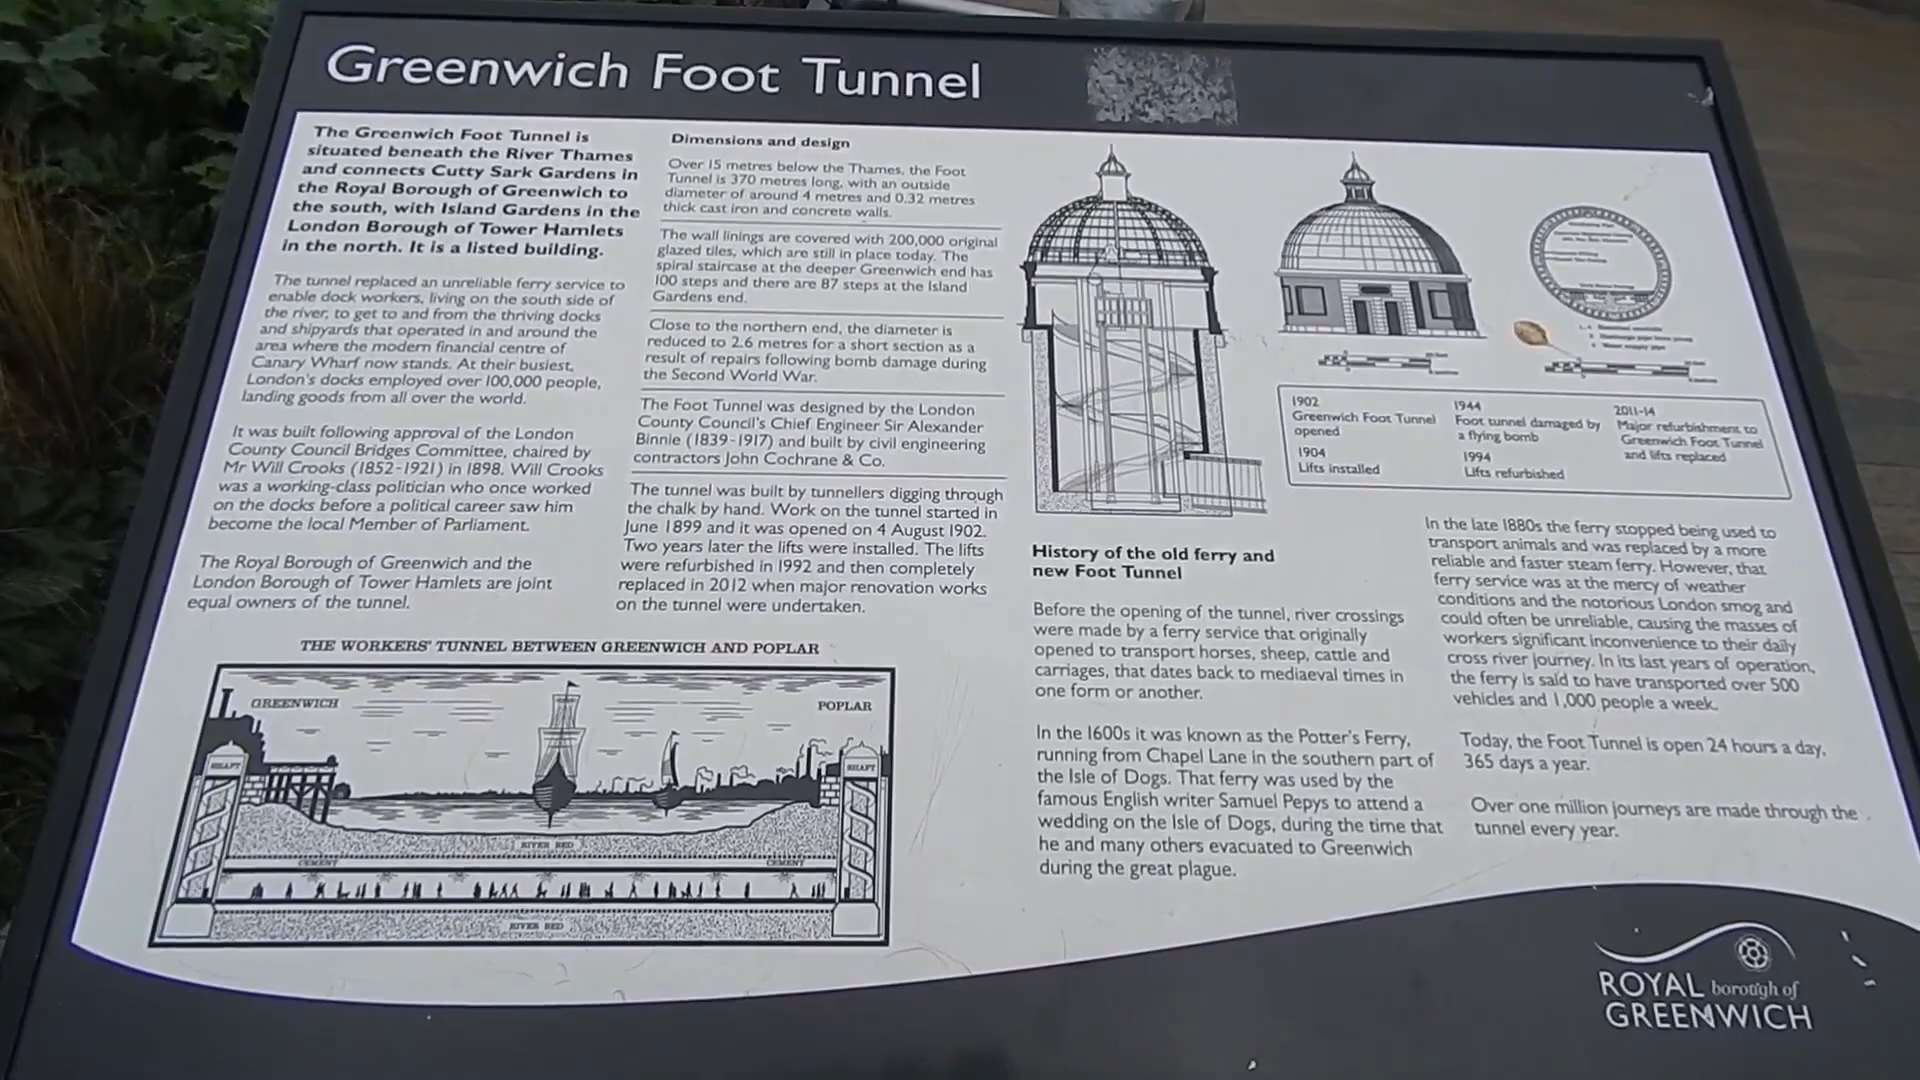 Greenwich Foot Tunnel
The Greenwich Foot Tunnel is
situated beneath the River Thames
and connects Cutty Sark Gardens in
the Royal Borough of Greenwich to
the south, with Island Gardens in the
London Borough of Tower Hamlets
in the north. It is a listed building.
The tunnel replaced an unreliable ferry service to
enable dock workers, living on the south side of
the river, to get to and from the thriving docks
and shipyards that operated in and around the
area where the modern financial centre of
Canary Wharf now stands. At their busiest,
London's docks employed over 100,000 people,
landing goods from all over the world.
It was built following approval of the London
County Council Bridges Committee, chaired by
Mr Will Crooks (1852-1921) in 1898. Will Crooks
was a working-class politician who once worked
on the docks before a political career saw him
become the local Member of Parliament.
The Royal Borough of Greenwich and the
London Borough of Tower Hamlets are joint
equal owners of the tunnel.
Dimensions and design
Over 15 metres below the Thames, the Foot
Tunnel is 370 metres long, with an outside
diameter of around 4 metres and 0.32 metres
thick cast iron and concrete walls.
The wall linings are covered with 200,000 original
glazed tiles, which are still in place today. The
spiral staircase at the deeper Greenwich end has
100 steps and there are 87 steps at the Island
Gardens end.
Close to the northern end, the diameter is
reduced to 2.6 metres for a short section as a
result of repairs following bomb damage during
the Second World War.
The Foot Tunnel was designed by the London
County Council's Chief Engineer Sir Alexander
Binnie (1839-1917) and built by civil engineering
contractors John Cochrane & Co.
The tunnel was built by tunnellers digging through
the chalk by hand. Work on the tunnel started in
June 1899 and it was opened on 4 August 1902.
Two years later the lifts were installed. The lifts
were refurbished in 1992 and then completely
replaced in 2012 when major renovation works
on the tunnel were undertaken.
THE WORKERS' TUNNEL BETWEEN GREENWICH AND POPLAR
GREENWICH
POPLAR
SHAFT
SHAFT
RIVER BED
CEMENT
CEMENT
RIVER BED
1902
Greenwich Foot Tunnel
opened
1904
Lifts installed
1944
Foot tunnel damaged by
a flying bomb
1994
Lifts refurbished
2011-14
Major refurbishment to
Greenwich Foot Tunnel
and lifts replaced
History of the old ferry and
new Foot Tunnel
Before the opening of the tunnel, river crossings
were made by a ferry service that originally
opened to transport horses, sheep, cattle and
carriages, that dates back to mediaeval times in
one form or another.
In the 1600s it was known as the Potter's Ferry,
running from Chapel Lane in the southern part of
the Isle of Dogs. That ferry was used by the
famous English writer Samuel Pepys to attend a
wedding on the Isle of Dogs, during the time that
he and many others evacuated to Greenwich
during the great plague.
In the late 1880s the ferry stopped being used to
transport animals and was replaced by a more
reliable and faster steam ferry. However, that
ferry service was at the mercy of weather
conditions and the notorious London smog and
could often be unreliable, causing the masses of
workers significant inconvenience to their daily
cross river journey. In its last years of operation,
the ferry is said to have transported over 500
vehicles and 1,000 people a week.
Today, the Foot Tunnel is open 24 hours a day,
365 days a year.
Over one million journeys are made through the
tunnel every year.
ROYAL borough of
GREENWICH